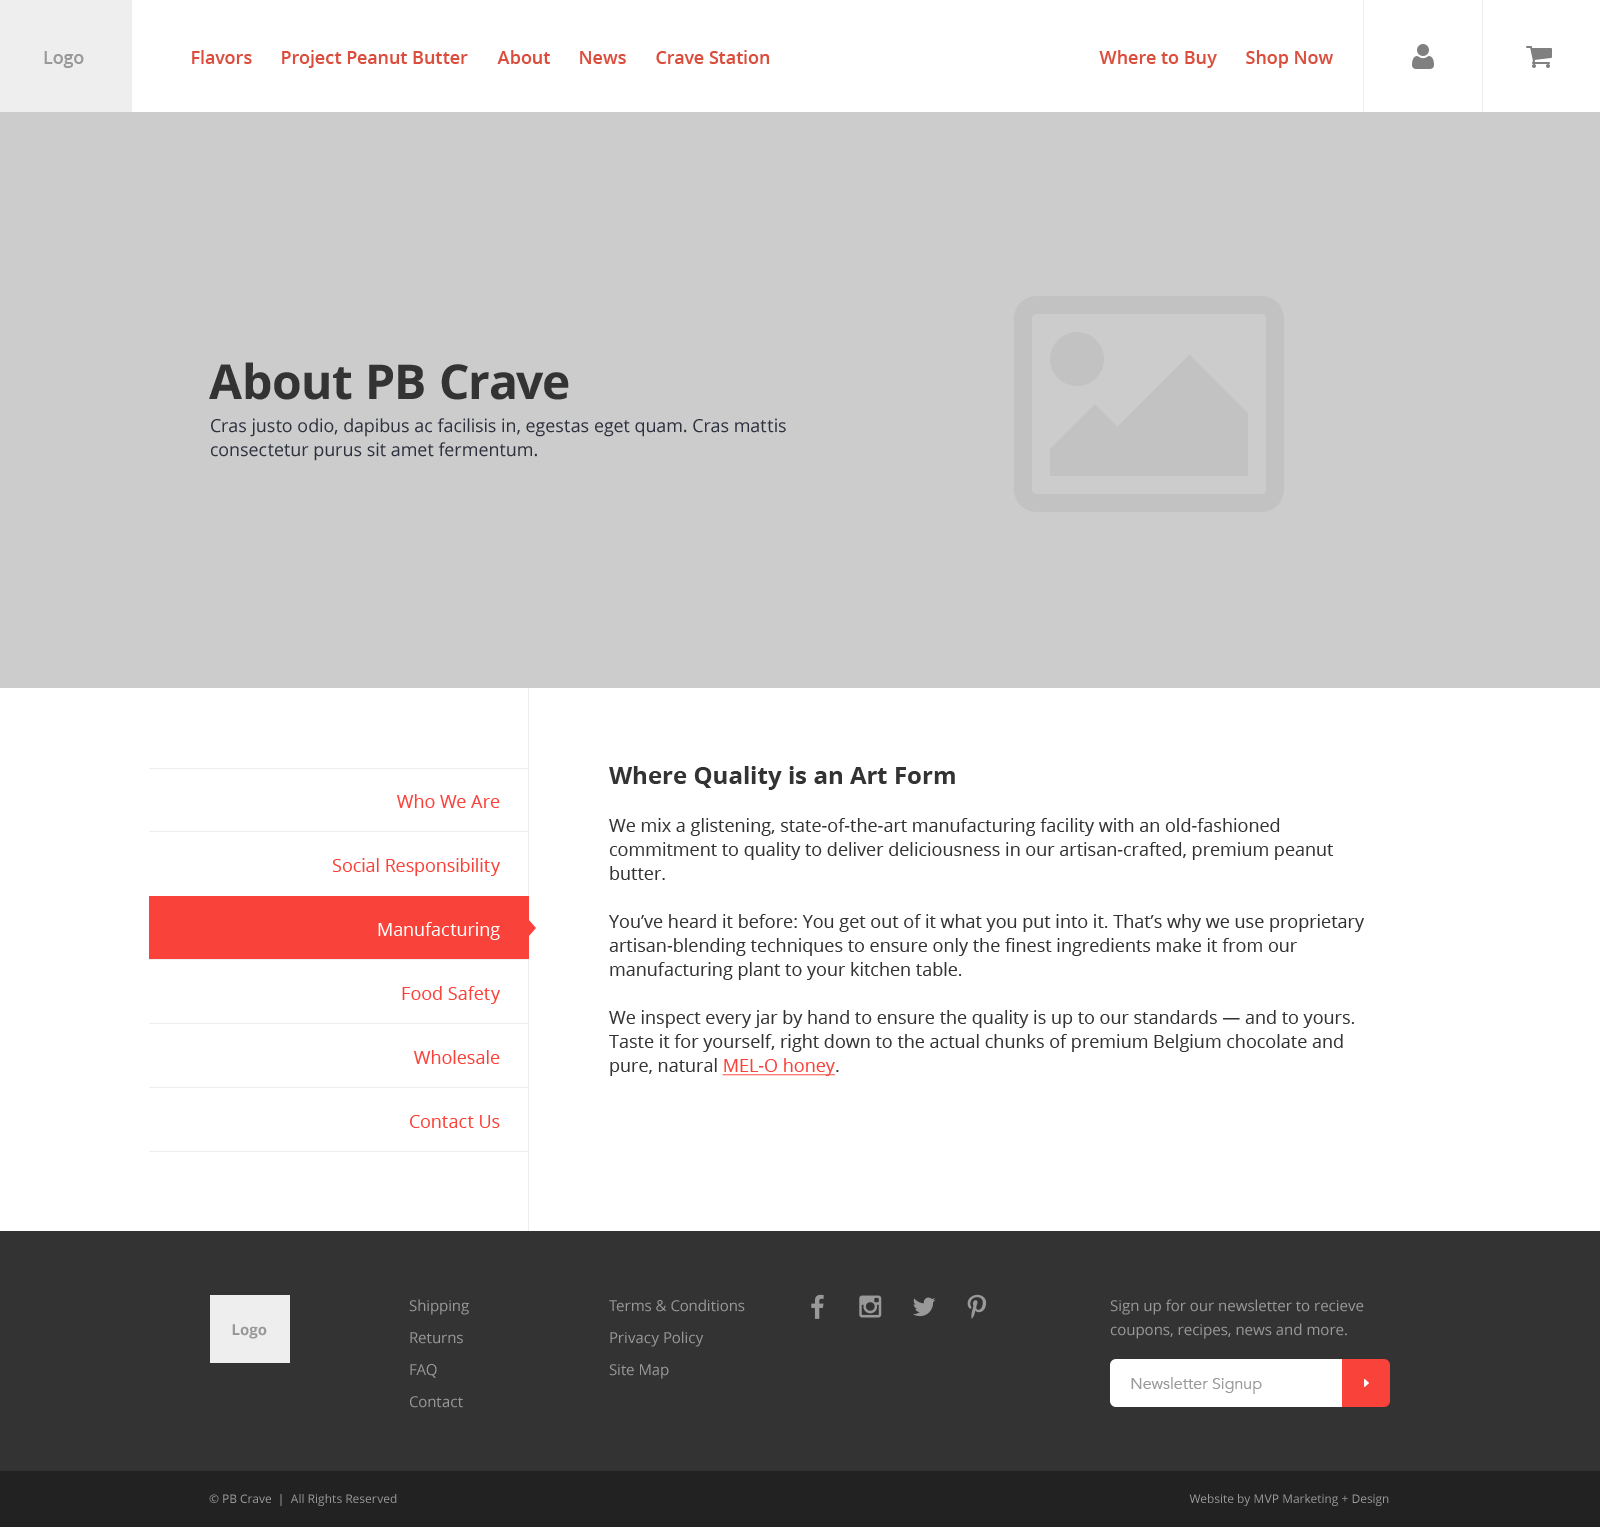 Logo
Flavors
Project Peanut Butter
About
News
Crave Station
Where to Buy
Shop Now
About PB Crave
Cras justo odio, dapibus ac facilisis in, egestas eget quam. Cras mattis
consectetur purus sit amet fermentum.
Who We Are
Social Responsibility
Manufacturing
Food Safety
Wholesale
Contact Us
Where Quality is an Art Form
We mix a glistening, state-of-the-art manufacturing facility with an old-fashioned
commitment to quality to deliver deliciousness in our artisan-crafted, premium peanut
butter.
You’ve heard it before: You get out of it what you put into it. That’s why we use proprietary
artisan-blending techniques to ensure only the finest ingredients make it from our
manufacturing plant to your kitchen table.
We inspect every jar by hand to ensure the quality is up to our standards — and to yours.
Taste it for yourself, right down to the actual chunks of premium Belgium chocolate and
pure, natural MEL-O honey.
Logo
Shipping
Returns
FAQ
Contact
Terms & Conditions
Privacy Policy
Site Map
Sign up for our newsletter to recieve
coupons, recipes, news and more.
Newsletter Signup
© PB Crave | All Rights Reserved
Website by MVP Marketing + Design